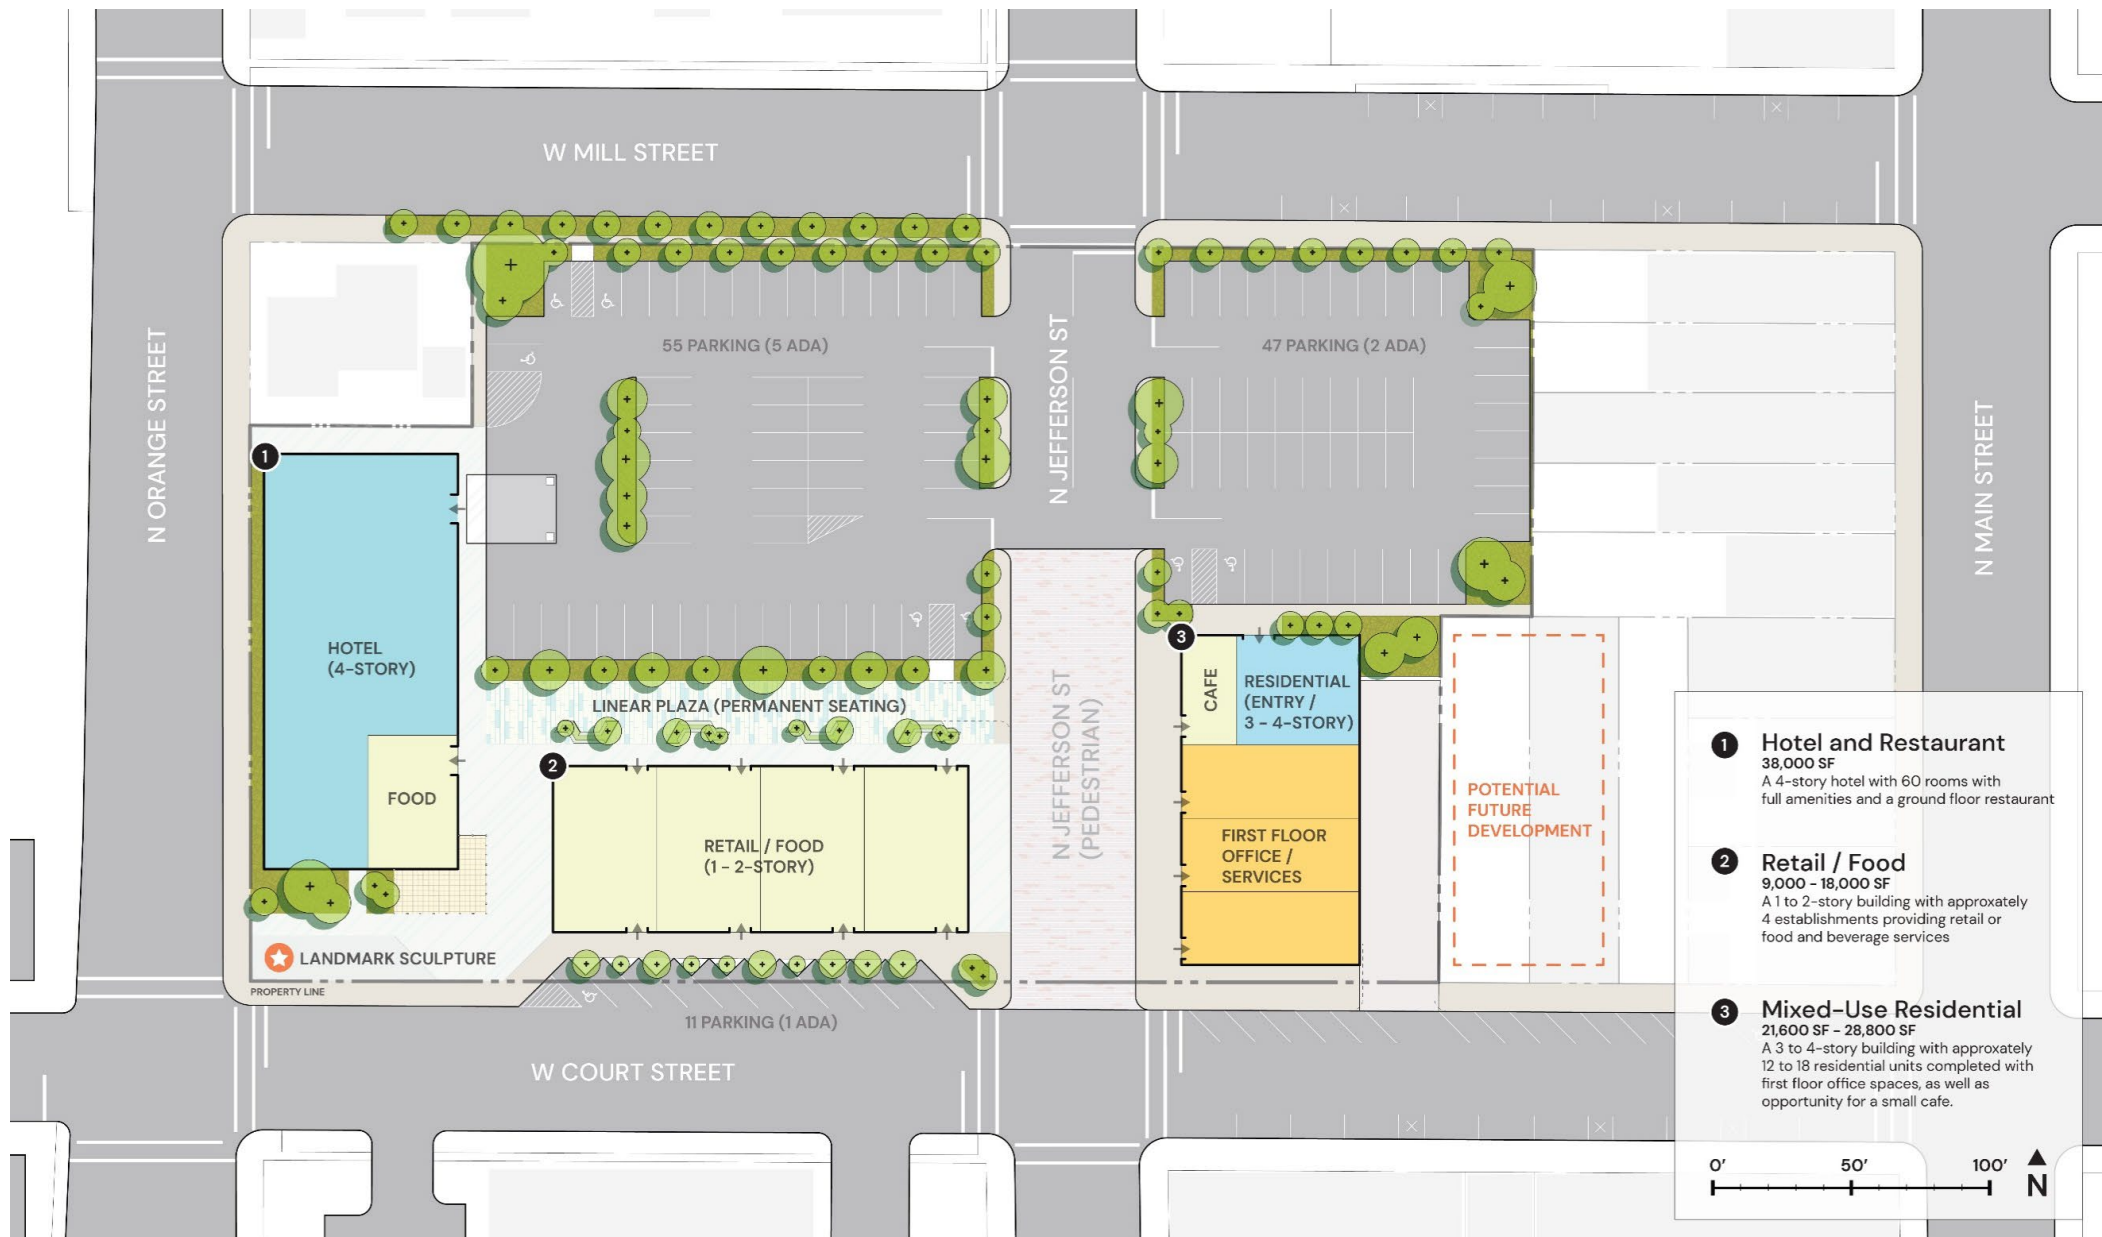 W MILL STREET
N ORANGE STREET
55 PARKING (5 ADA)
N JEFFERSON ST
47 PARKING (2 ADA)
N MAIN STREET
1
HOTEL
(4-STORY)
FOOD
LINEAR PLAZA (PERMANENT SEATING)
2
RETAIL / FOOD
(1 - 2-STORY)
N JEFFERSON ST
(PEDESTRIAN)
3
CAFE
RESIDENTIAL
(ENTRY /
3 - 4-STORY)
FIRST FLOOR
OFFICE /
SERVICES
POTENTIAL
FUTURE
DEVELOPMENT
LANDMARK SCULPTURE
PROPERTY LINE
11 PARKING (1 ADA)
W COURT STREET
1 Hotel and Restaurant
38,000 SF
A 4-story hotel with 60 rooms with
full amenities and a ground floor restaurant
2 Retail / Food
9,000 - 18,000 SF
A 1 to 2-story building with approxately
4 establishments providing retail or
food and beverage services
3 Mixed-Use Residential
21,600 SF - 28,800 SF
A 3 to 4-story building with approxately
12 to 18 residential units completed with
first floor office spaces, as well as
opportunity for a small cafe.
0' 50' 100'
N